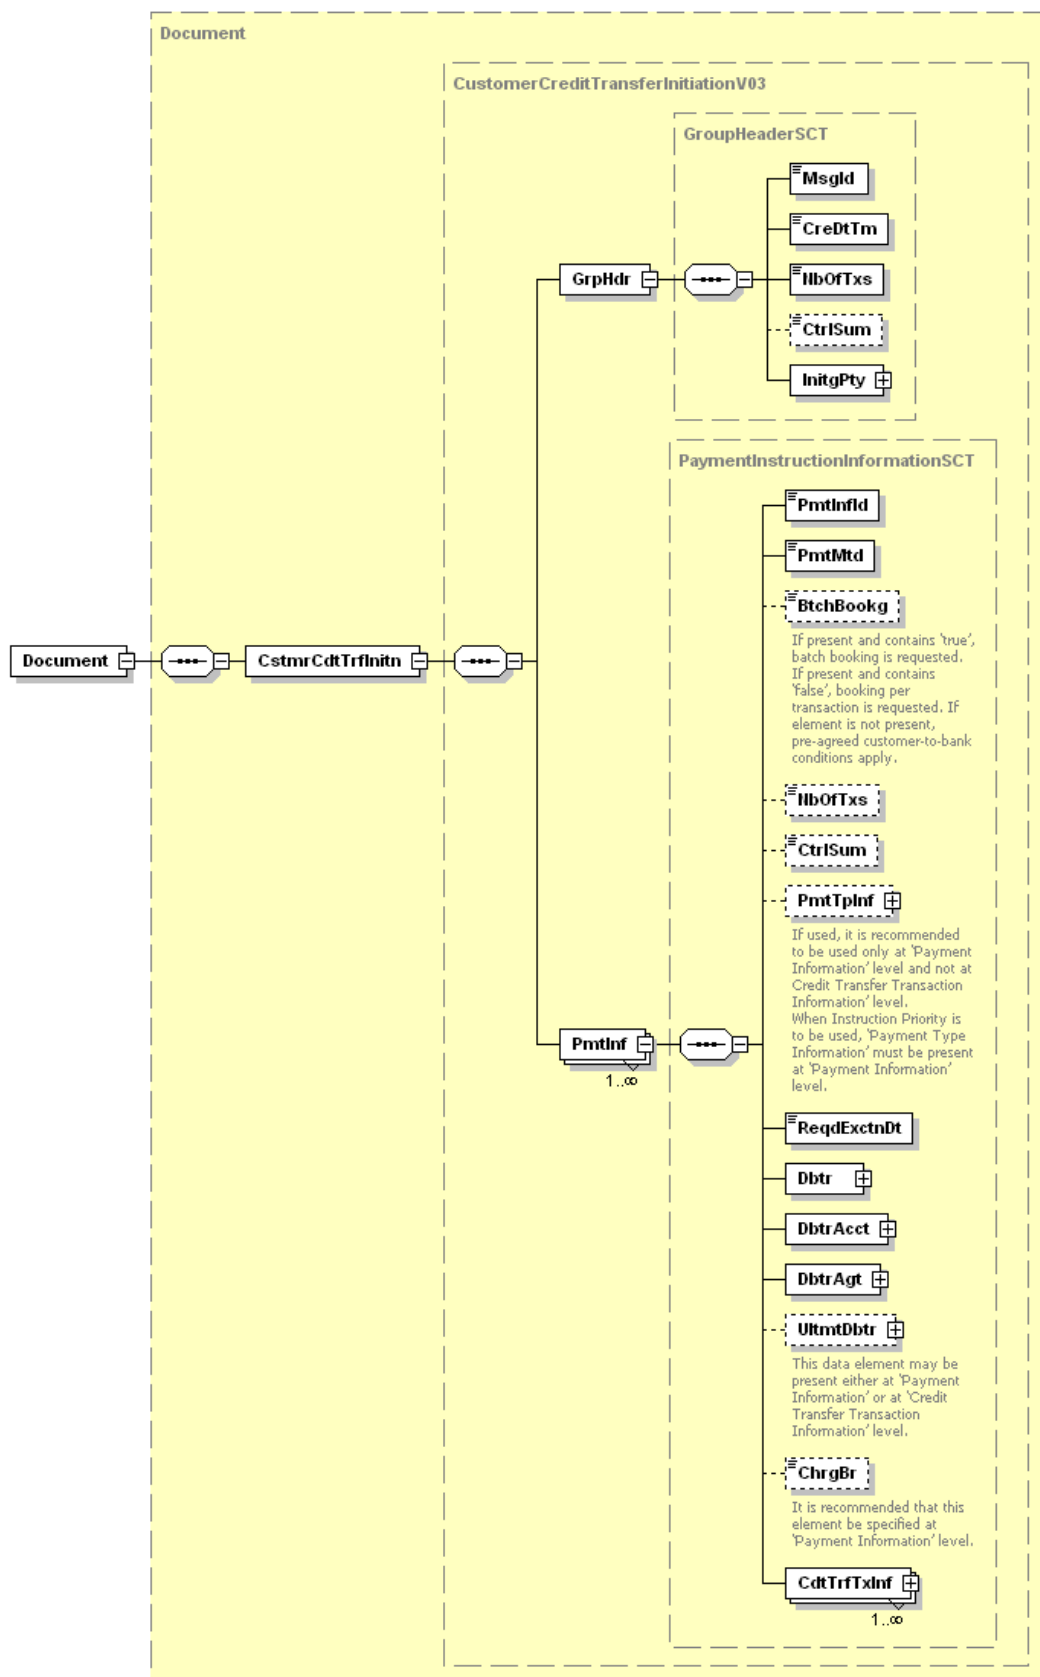 Document
CustomerCreditTransferInitiationV03
GroupHeaderSCT
MsgId
CreDtTm
GrpHdr
NbOfTxs
CtrlSum
InitgPty
PaymentInstructionInformationSCT
PmtInfId
PmtMtd
BtchBookg
If present and contains 'true',
batch booking is requested.
If present and contains
'false', booking per
transaction is requested. If
element is not present,
pre-agreed customer-to-bank
conditions apply.
Document
CstmrCdtTrfInitn
NbOfTxs
CtrlSum
PmtTpInf
If used, it is recommended
to be used only at 'Payment
Information' level and not at
Credit Transfer Transaction
Information' level.
When Instruction Priority is
to be used, 'Payment Type
Information' must be present
at 'Payment Information'
level.
PmtInf
1..∞
ReqdExctnDt
Dbtr
DbtrAcct
DbtrAgt
UltmtDbtr
This data element may be
present either at 'Payment
Information' or at 'Credit
Transfer Transaction
Information' level.
ChrgBr
It is recommended that this
element be specified at
'Payment Information' level.
CdtTrfTxInf
1..∞